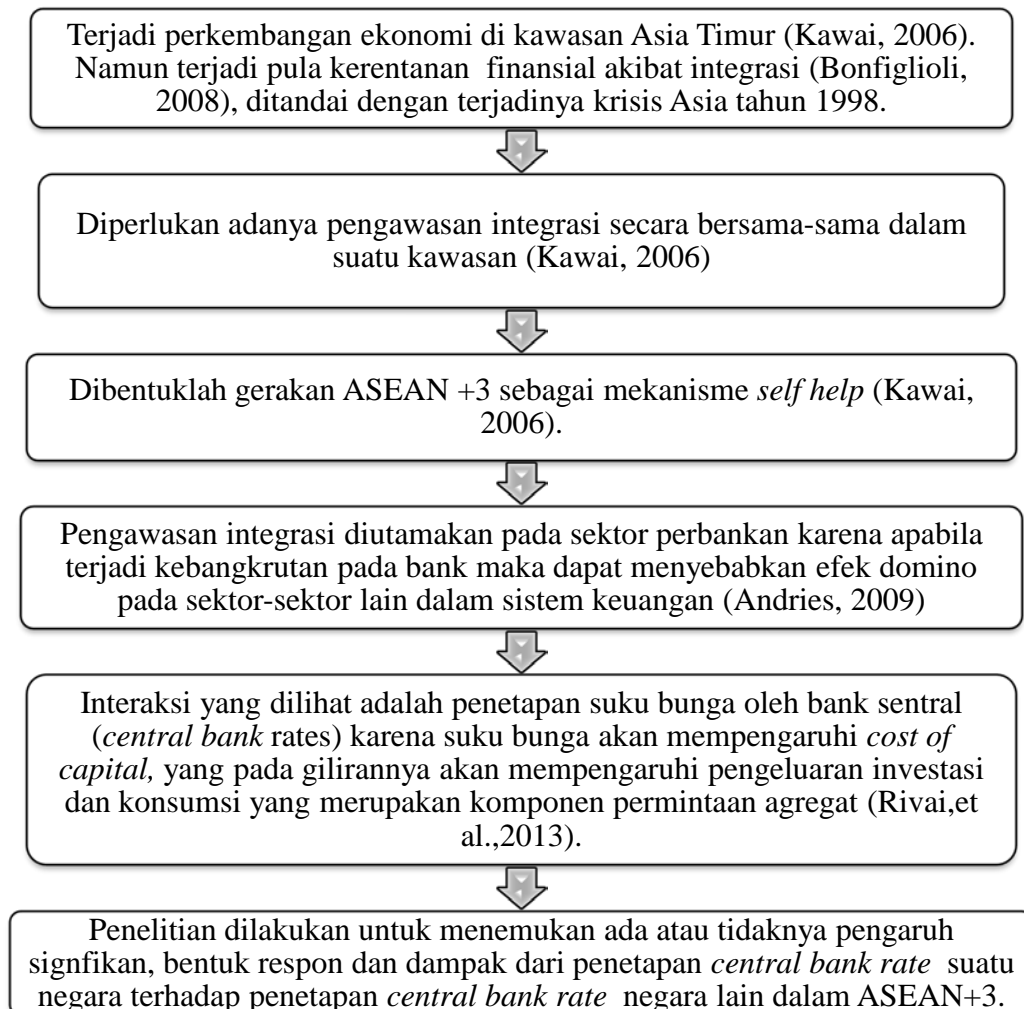 Terjadi perkembangan ekonomi di kawasan Asia Timur (Kawai, 2006).
Namun terjadi pula kerentanan finansial akibat integrasi (Bonfiglioli,
2008), ditandai dengan terjadinya krisis Asia tahun 1998.
Diperlukan adanya pengawasan integrasi secara bersama-sama dalam
suatu kawasan (Kawai, 2006)
Dibentuklah gerakan ASEAN +3 sebagai mekanisme self help (Kawai,
2006).
Pengawasan integrasi diutamakan pada sektor perbankan karena apabila
terjadi kebangkrutan pada bank maka dapat menyebabkan efek domino
pada sektor-sektor lain dalam sistem keuangan (Andries, 2009)
Interaksi yang dilihat adalah penetapan suku bunga oleh bank sentral
(central bank rates) karena suku bunga akan mempengaruhi cost of
capital, yang pada gilirannya akan mempengaruhi pengeluaran investasi
dan konsumsi yang merupakan komponen permintaan agregat (Rivai,et
al.,2013).
Penelitian dilakukan untuk menemukan ada atau tidaknya pengaruh
signfikan, bentuk respon dan dampak dari penetapan central bank rate suatu
negara terhadap penetapan central bank rate negara lain dalam ASEAN+3.